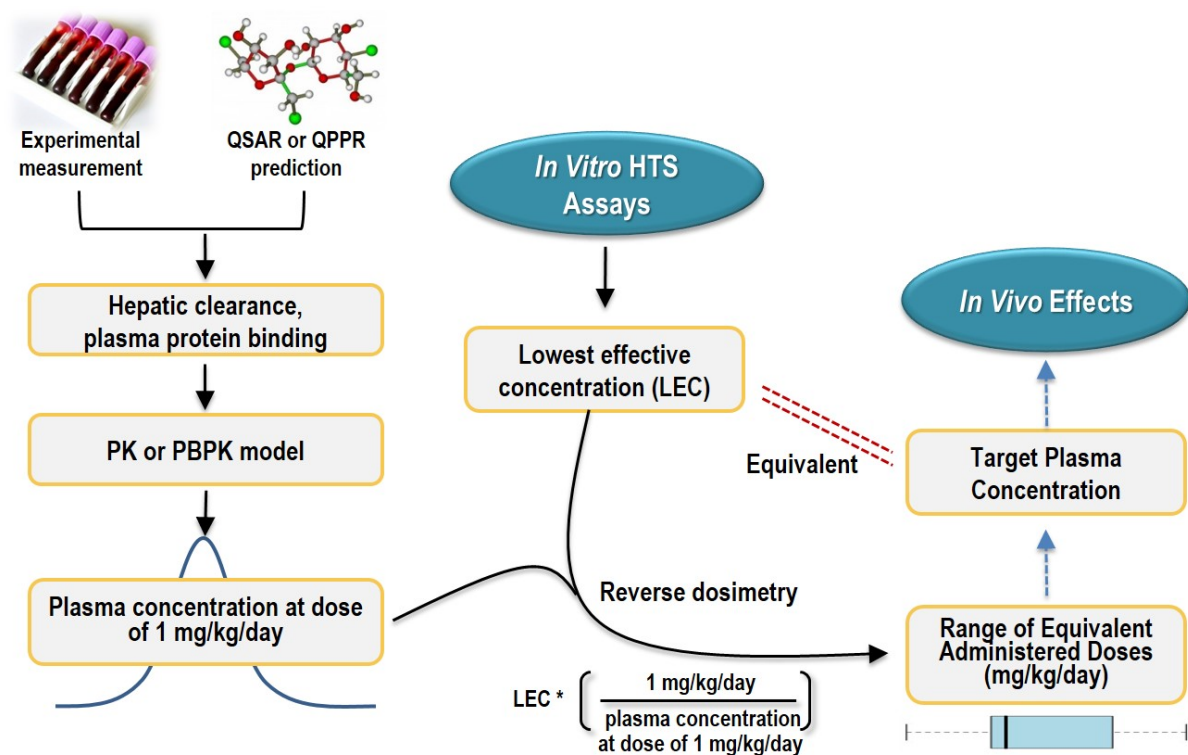 Experimental
measurement
QSAR or QPPR
prediction
Hepatic clearance,
plasma protein binding
PK or PBPK model
Plasma concentration at dose
of 1 mg/kg/day
In Vitro HTS
Assays
Lowest effective
concentration (LEC)
Equivalent
Reverse dosimetry
LEC *
1 mg/kg/day
plasma concentration
at dose of 1 mg/kg/day
In Vivo Effects
Target Plasma
Concentration
Range of Equivalent
Administered Doses
(mg/kg/day)